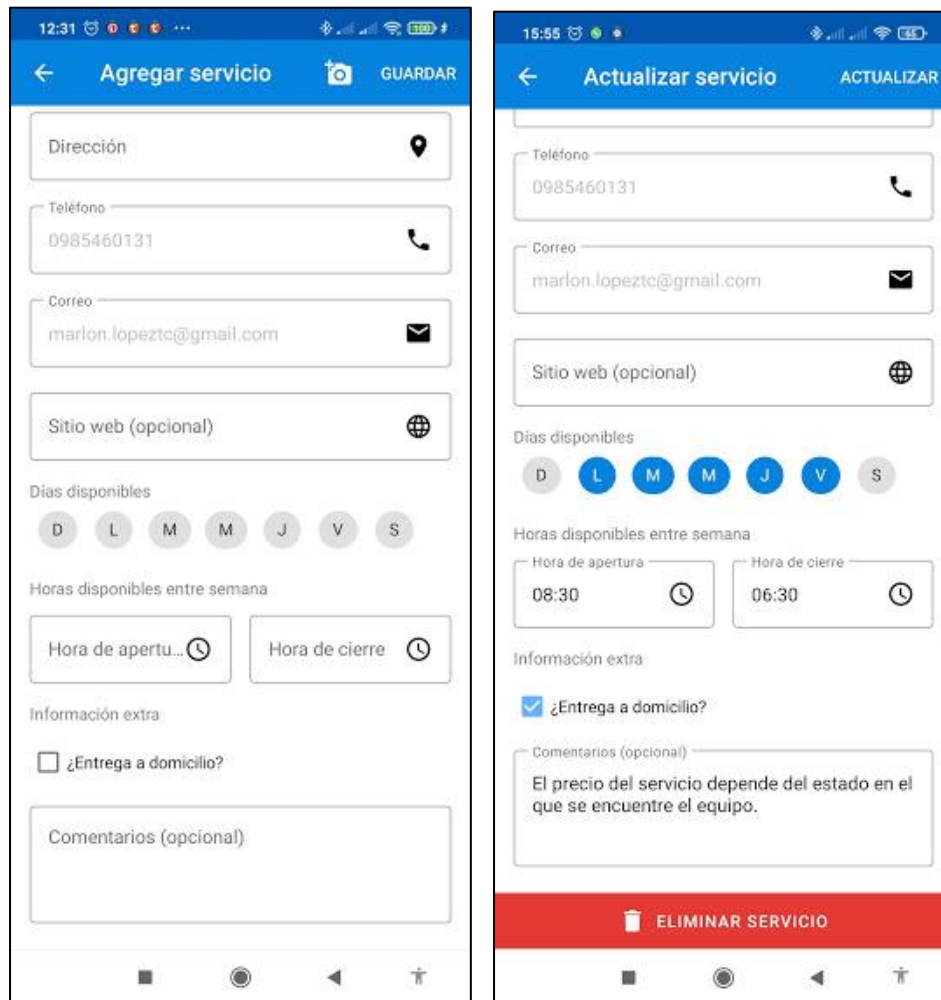 12:31
Agregar servicio
GUARDAR
Dirección
Teléfono
0985460131
Correo
marlon.lopeztc@gmail.com
Sitio web (opcional)
Días disponibles
D L M M J V S
Horas disponibles entre semana
Hora de apertu... Hora de cierre
Información extra
¿Entrega a domicilio?
Comentarios (opcional)
15:55
Actualizar servicio
ACTUALIZAR
Teléfono
0985460131
Correo
marlon.lopeztc@gmail.com
Sitio web (opcional)
Días disponibles
D L M M J V S
Horas disponibles entre semana
Hora de apertura Hora de cierre
08:30 06:30
Información extra
¿Entrega a domicilio?
Comentarios (opcional)
El precio del servicio depende del estado en el
que se encuentre el equipo.
ELIMINAR SERVICIO